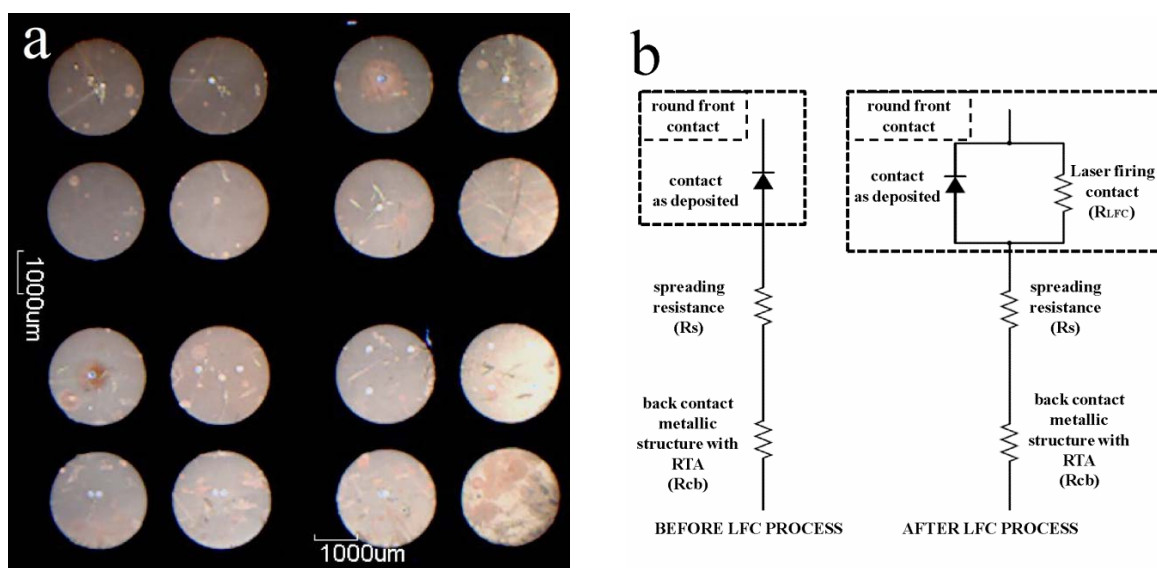 a
1000um
1000um
b
round front
contact
contact
as deposited
spreading
resistance
(Rs)
back contact
metallic
structure with
RTA
(Rcb)
BEFORE LFC PROCESS
round front
contact
contact
as deposited
Laser firing
contact
(RLFC)
spreading
resistance
(Rs)
back contact
metallic
structure with
RTA
(Rcb)
AFTER LFC PROCESS